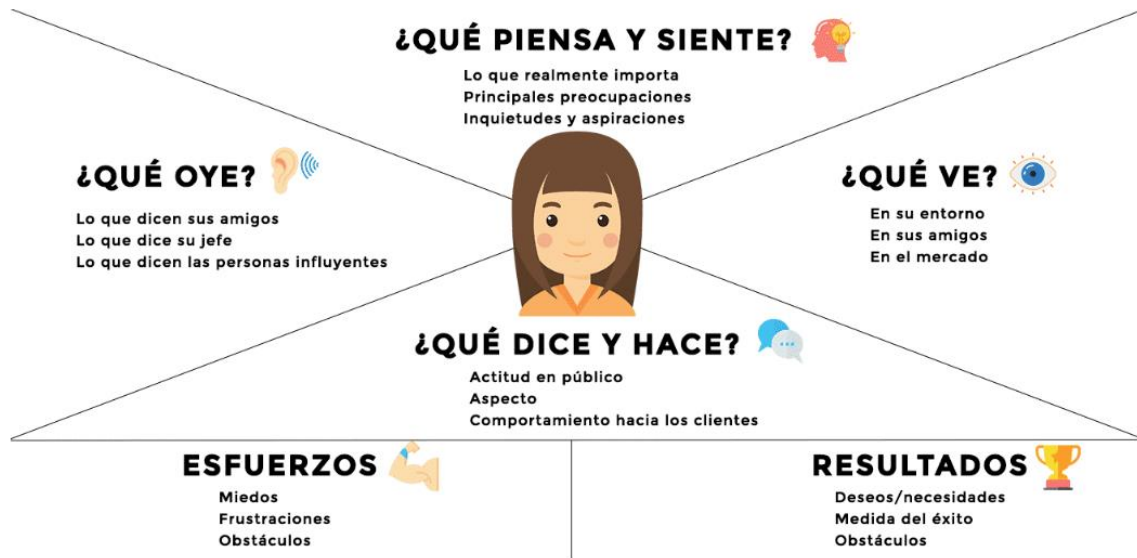 ¿QUÉ PIENSA Y SIENTE?
Lo que realmente importa
Principales preocupaciones
Inquietudes y aspiraciones
¿QUÉ OYE?
Lo que dicen sus amigos
Lo que dice su jefe
Lo que dicen las personas influyentes
¿QUÉ VE?
En su entorno
En sus amigos
En el mercado
¿QUÉ DICE Y HACE?
Actitud en público
Aspecto
Comportamiento hacia los clientes
ESFUERZOS
Miedos
Frustraciones
Obstáculos
RESULTADOS
Deseos/necesidades
Medida del éxito
Obstáculos